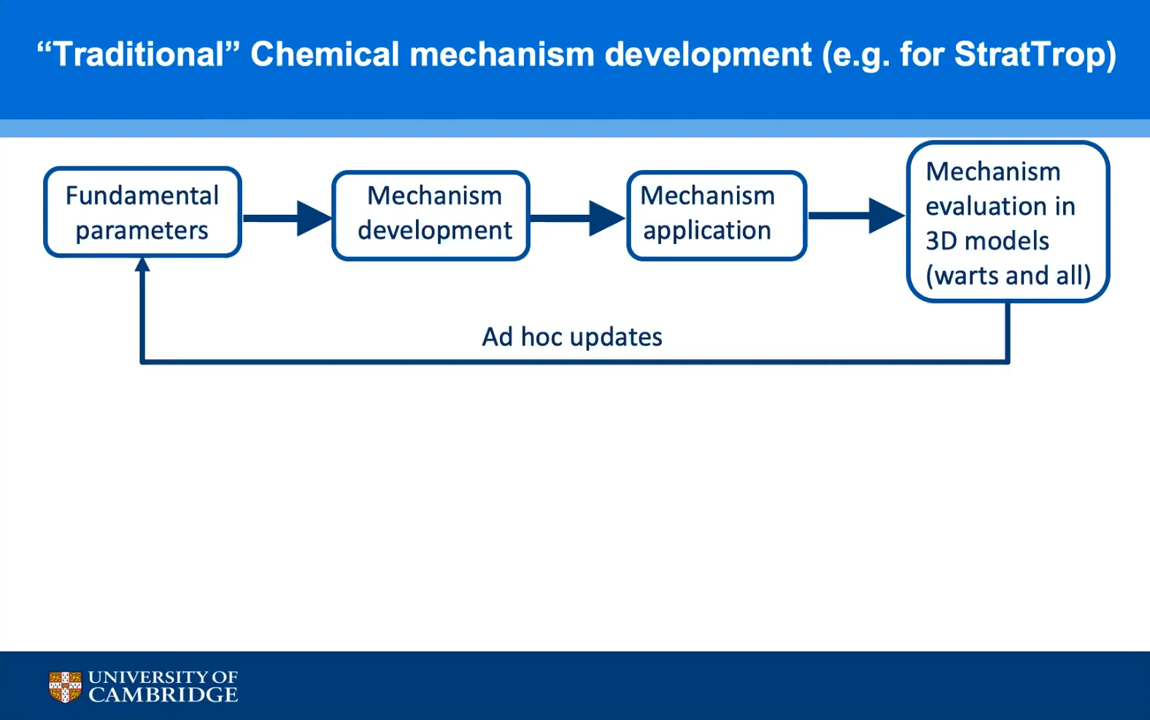 “Traditional” Chemical mechanism development (e.g. for StratTrop)
Fundamental
parameters
Mechanism
development
Mechanism
application
Mechanism
evaluation in
3D models
(warts and all)
Ad hoc updates
UNIVERSITY OF
CAMBRIDGE